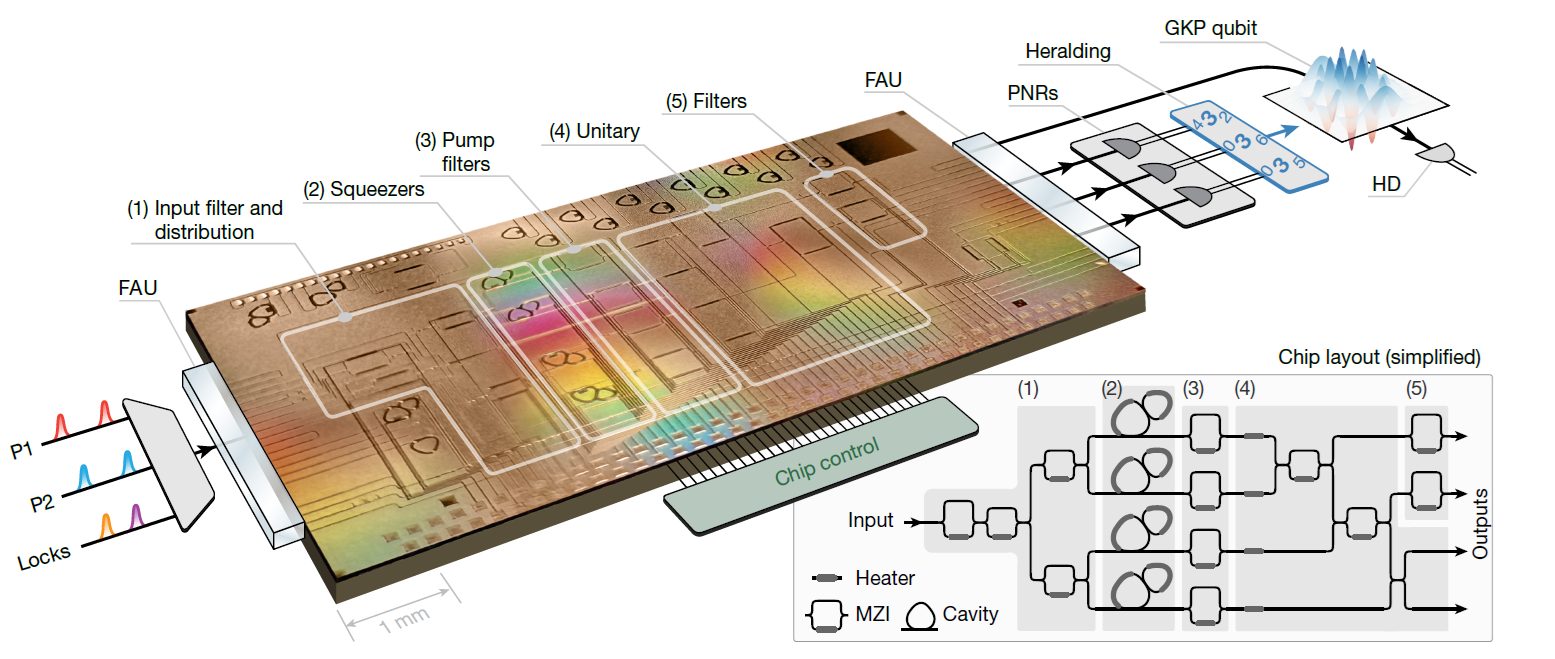 GKP qubit
Heralding
FAU
PNRs
(5) Filters
(4) Unitary
(3) Pump
filters
(2) Squeezers
(1) Input filter and
distribution
FAU
4 3 2
0 3 6
0 3 5
HD
P1
P2
Locks
Chip control
1 mm
Chip layout (simplified)
(1)
(2)
(3)
(4)
(5)
Input
Outputs
Heater
MZI
Cavity